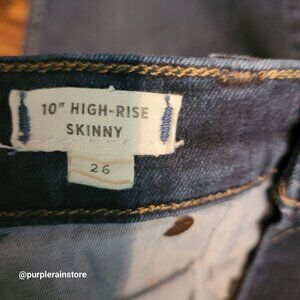 10" HIGH-RISE
SKINNY
26
@purplerainstore